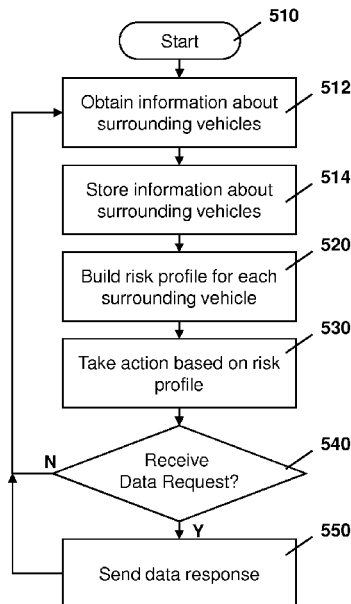 Start
510
Obtain information about
surrounding vehicles
512
Store information about
surrounding vehicles
514
Build risk profile for each
surrounding vehicle
520
Take action based on risk
profile
530
Receive
Data Request?
540
N
Y
Send data response
550